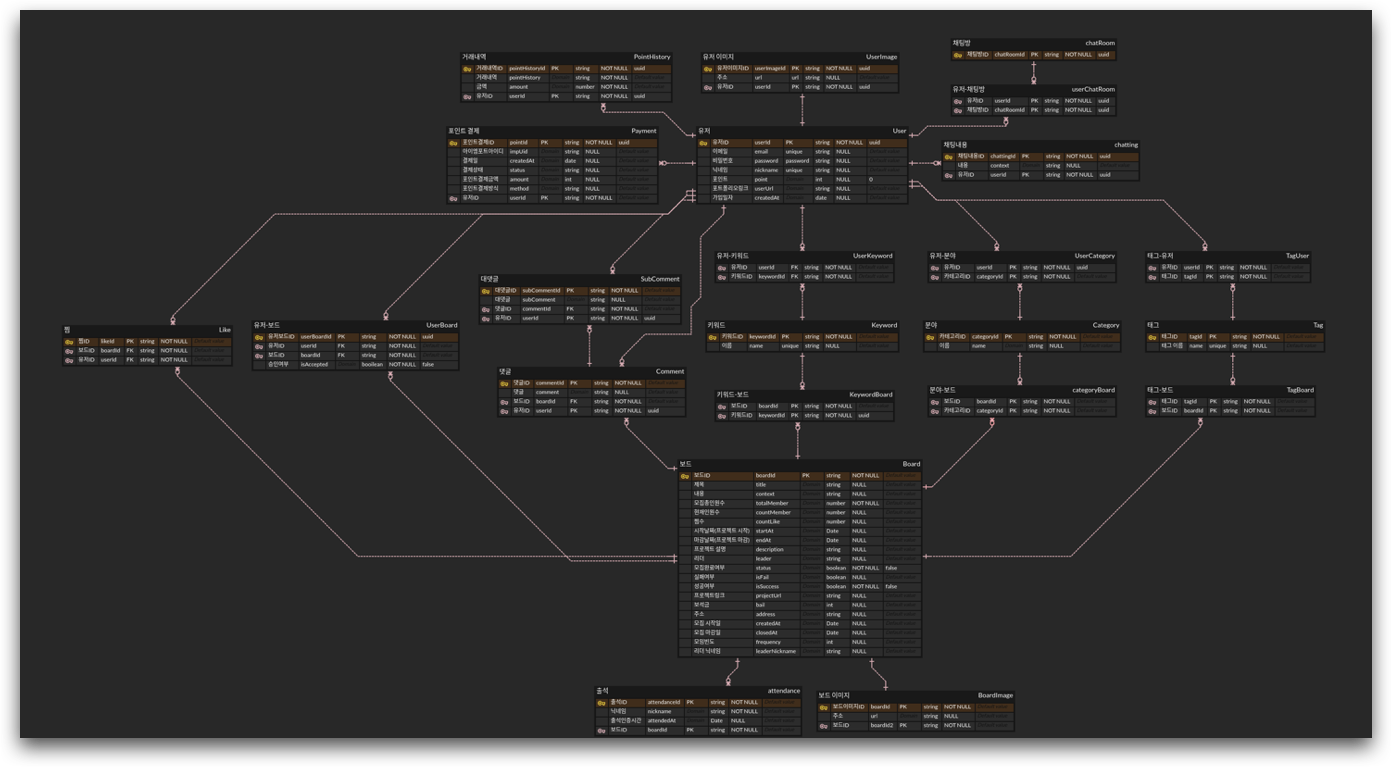 거래내역 PointHistory
거래내역ID pointHistoryId PK string NOT NULL uuid
거래내역 pointHistory string NULL
금액 amount number NOT NULL
유저ID userId PK string NOT NULL uuid
유저 이미지 UserImage
유저이미지ID userImageId PK string NOT NULL uuid
주소 url url string NULL
유저ID userId PK string NOT NULL uuid
채팅방 chatRoom
채팅방ID chatRoomId PK string NOT NULL uuid
유저-채팅방 userChatRoom
유저ID userId PK string NOT NULL uuid
채팅방ID chatRoomId PK string NOT NULL uuid
포인트 결제 Payment
포인트결제ID pointId PK string NOT NULL uuid
아이엠포트아이디 impUid string NULL
결제일 createdAt date NULL
결제상태 status string NULL
포인트결제금액 amount int NULL
포인트결제방식 method string NULL
유저ID userId PK string NOT NULL uuid
유저 User
유저ID userId PK string NOT NULL uuid
이메일 email unique string NULL
비밀번호 password password string NULL
닉네임 nickname unique string NULL
포인트 point int NULL 0
포트폴리오링크 userUrl string NULL
가입일자 createdAt date NULL
채팅내용 chatting
채팅내용ID chattingId PK string NOT NULL uuid
내용 context string NULL
유저ID userId PK string NOT NULL uuid
대댓글 SubComment
대댓글ID subCommentId PK string NOT NULL
대댓글 subComment string NULL
댓글ID commentId FK string NOT NULL
유저ID userId PK string NOT NULL uuid
유저-키워드 UserKeyword
유저ID userId FK string NOT NULL
키워드ID keywordId FK string NOT NULL
유저-분야 UserCategory
유저ID userId PK string NOT NULL uuid
카테고리ID categoryId PK string NOT NULL
태그-유저 TagUser
유저ID userId PK string NOT NULL uuid
태그ID tagId PK string NOT NULL
찜 Like
찜ID likeId PK string NOT NULL
보드ID boardId FK string NOT NULL
유저ID userId FK string NOT NULL
유저-보드 UserBoard
유저보드ID userBoardId PK string NOT NULL uuid
유저ID userId FK string NOT NULL
보드ID boardId FK string NOT NULL
승인여부 isAccepted boolean NOT NULL false
키워드 Keyword
키워드ID keywordId PK string NOT NULL
이름 name unique string NULL
분야 Category
카테고리ID categoryId PK string NOT NULL
이름 name string NULL
태그 Tag
태그ID tagId PK string NOT NULL
태그 이름 name unique string NULL
댓글 Comment
댓글ID commentId PK string NOT NULL
댓글 comment string NULL
보드ID boardId FK string NOT NULL
유저ID userId PK string NOT NULL uuid
키워드-보드 KeywordBoard
보드ID boardId PK string NOT NULL
키워드ID keywordId FK string NOT NULL uuid
분야-보드 categoryBoard
보드ID boardId PK string NOT NULL
카테고리ID categoryId PK string NOT NULL
태그-보드 TagBoard
태그ID tagId PK string NOT NULL
보드ID boardId PK string NOT NULL
보드 Board
보드ID boardId PK string NOT NULL
제목 title string NULL
내용 context string NULL
모집총인원수 totalMember number NOT NULL
현재인원수 countMember number NULL
찜수 countLike number NULL
시작날짜(프로젝트 시작) startAt Date NULL
마감날짜(프로젝트 마감) endAt Date NULL
프로젝트 설명 description string NULL
리더 leader string NULL
모집완료여부 status boolean NOT NULL false
실패여부 isFail boolean NULL
성공여부 isSuccess boolean NOT NULL false
프로젝트링크 projectUrl string NULL
보석금 bail int NULL
주소 address string NULL
모집 시작일 createdAt Date NULL
모집 마감일 closedAt Date NULL
모임빈도 frequency int NULL
리더 닉네임 leaderNickname string NULL
출석 attendance
출석ID attendanceId PK string NOT NULL
닉네임 nickname string NOT NULL
출석인증시간 attendedAt Date NULL
보드ID boardId PK string NOT NULL
보드 이미지 BoardImage
보드이미지ID boardId PK string NOT NULL
주소 url string NULL
보드ID boardId2 PK string NOT NULL